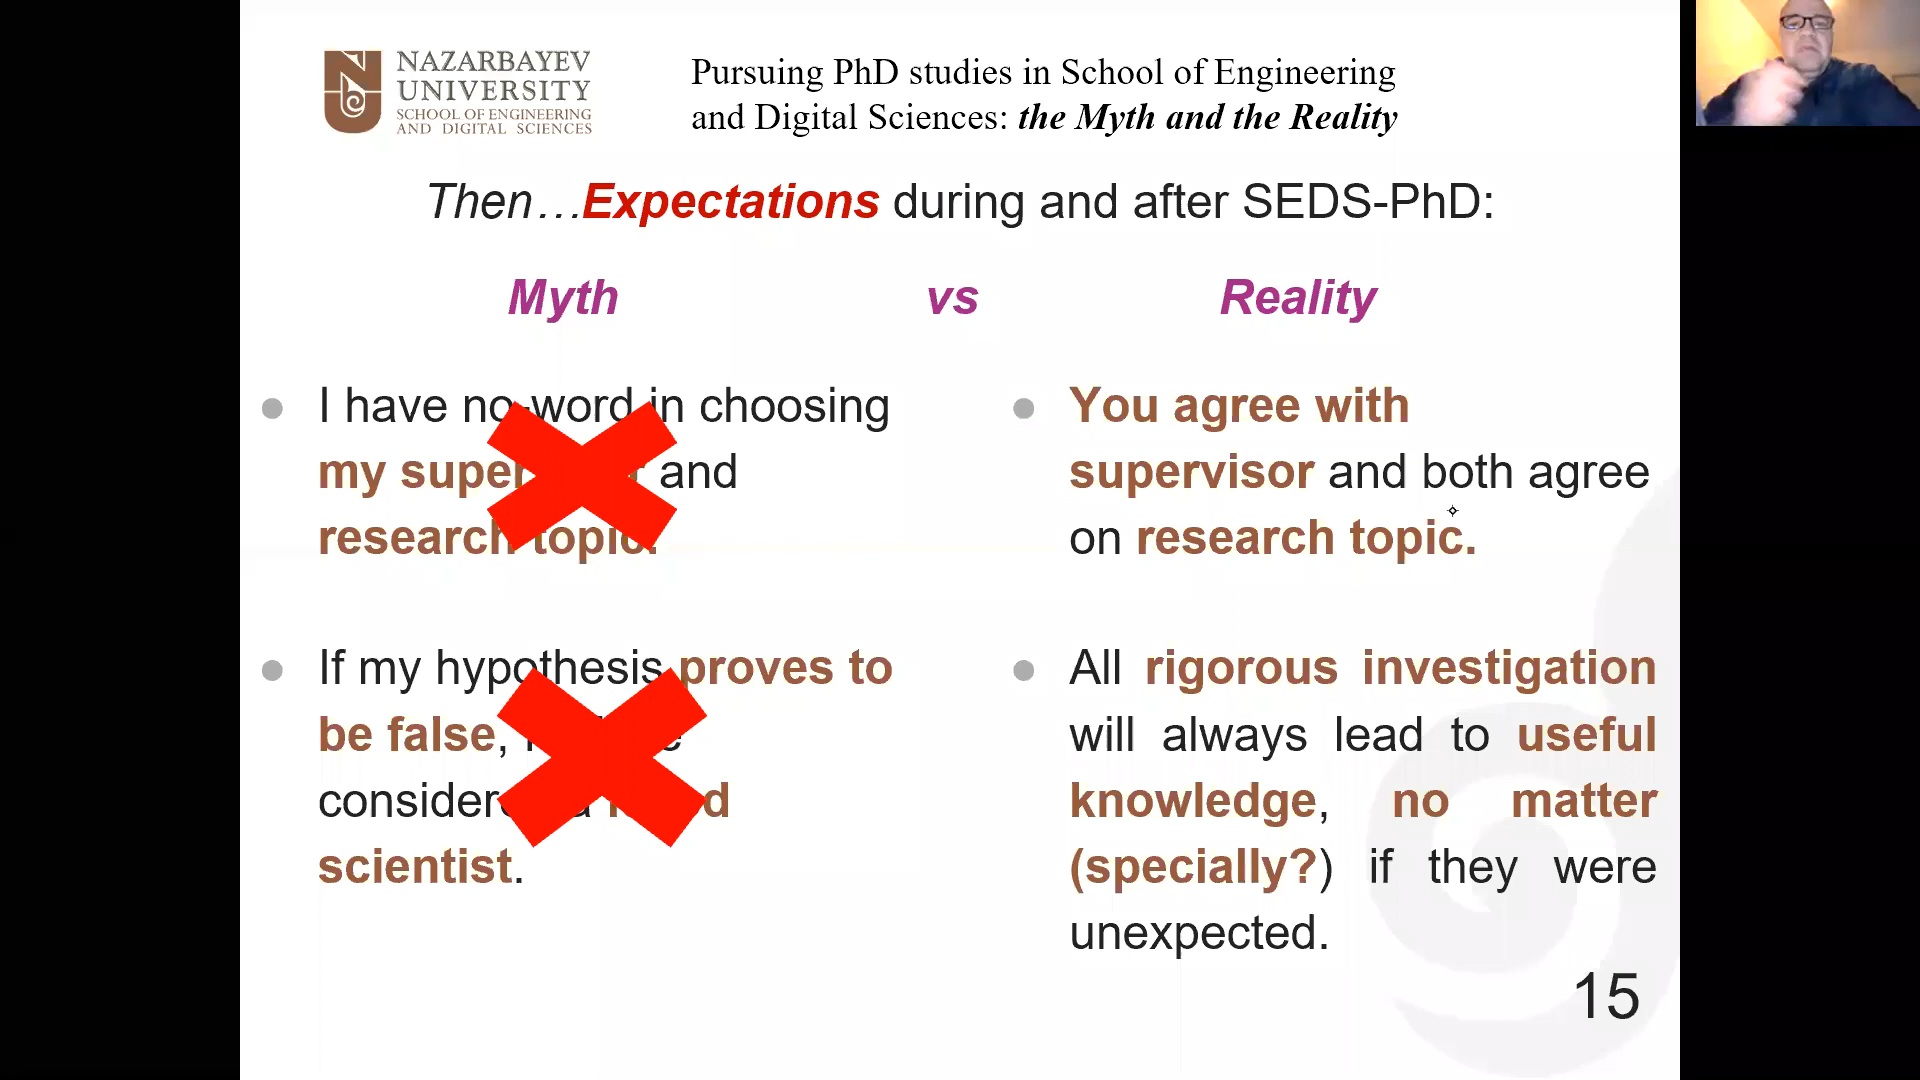 NAZARBAYEV
UNIVERSITY
SCHOOL OF ENGINEERING
AND DIGITAL SCIENCES
Pursuing PhD studies in School of Engineering
and Digital Sciences: the Myth and the Reality
Then…Expectations during and after SEDS-PhD:
Myth vs Reality
I have no-word in choosing
my and
research topic.
If my hypothesis proves to
be false,
scientist.
You agree with
supervisor and both agree
on research topic.
All rigorous investigation
will always lead to useful
knowledge, no matter
(specially?) if they were
unexpected.
15